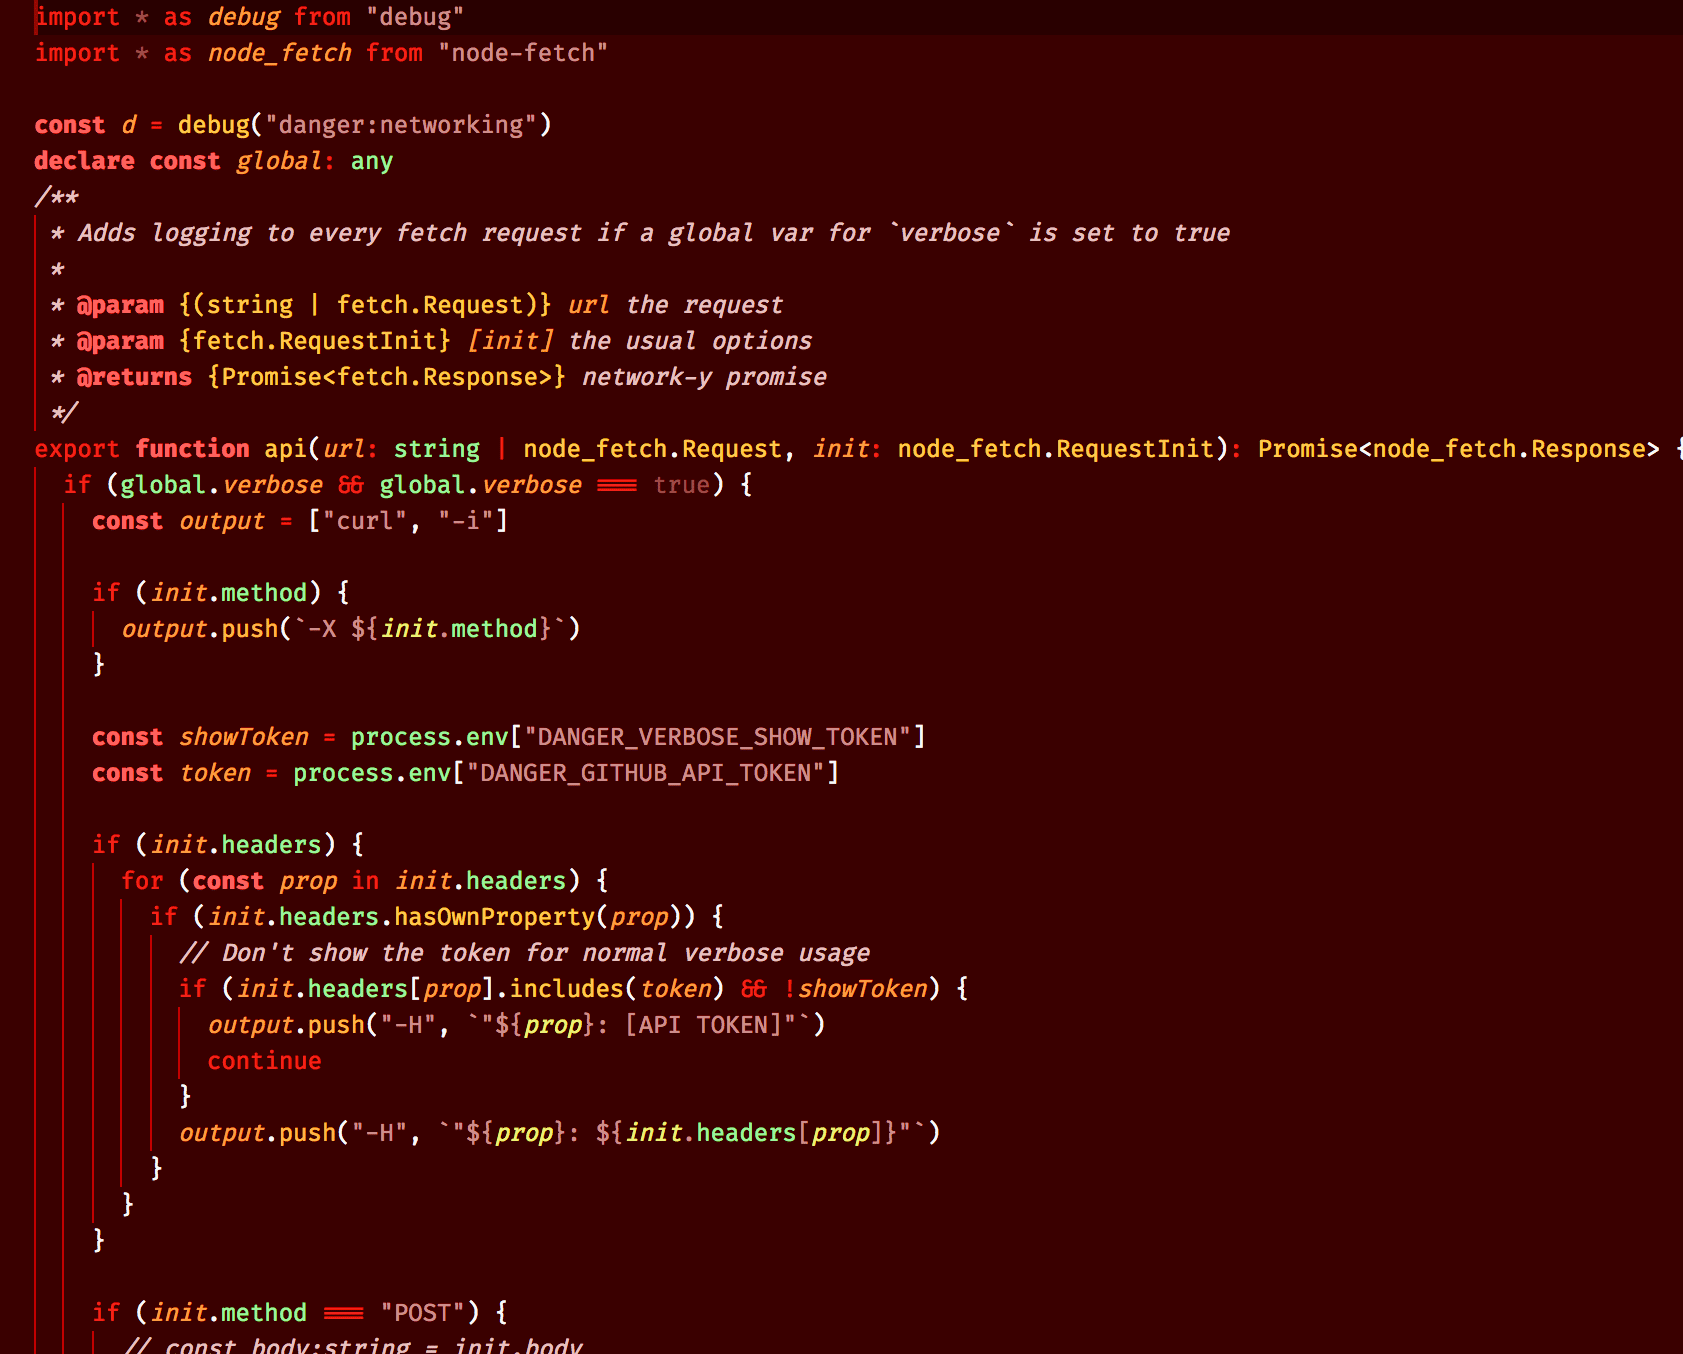 import * as debug from "debug"
import * as node_fetch from "node-fetch"

const d = debug("danger:networking")
declare const global: any
/**
 * Adds logging to every fetch request if a global var for `verbose` is set to true
 *
 * @param {(string | fetch.Request)} url the request
 * @param {fetch.RequestInit} [init] the usual options
 * @returns {Promise<fetch.Response>} network-y promise
 */
export function api(url: string | node_fetch.Request, init: node_fetch.RequestInit): Promise<node_fetch.Response> {
  if (global.verbose && global.verbose === true) {
    const output = ["curl", "-i"]

    if (init.method) {
      output.push(`-X ${init.method}`)
    }

    const showToken = process.env["DANGER_VERBOSE_SHOW_TOKEN"]
    const token = process.env["DANGER_GITHUB_API_TOKEN"]

    if (init.headers) {
      for (const prop in init.headers) {
        if (init.headers.hasOwnProperty(prop)) {
          // Don't show the token for normal verbose usage
          if (init.headers[prop].includes(token) && !showToken) {
            output.push("-H", `"${prop}: [API TOKEN]"`)
            continue
          }
          output.push("-H", `"${prop}: ${init.headers[prop]}"`)
        }
      }
    }

    if (init.method === "POST") {
      // const body:string = init.body